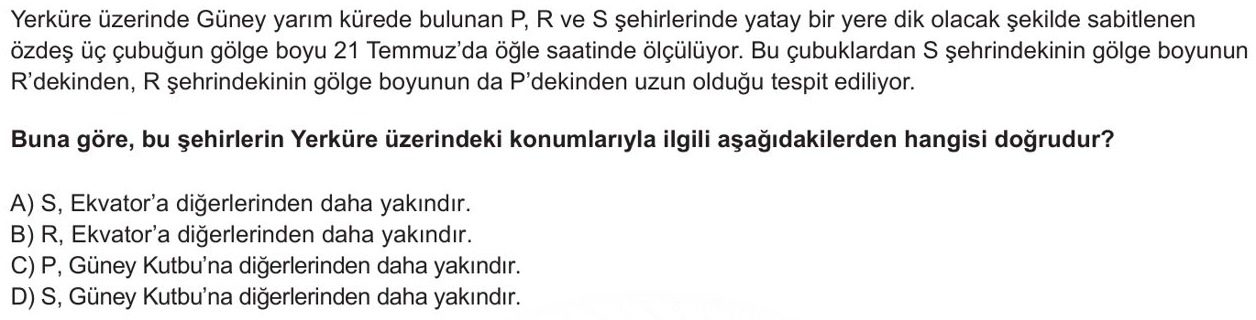 Yerküre üzerinde Güney yarım kürede bulunan P, R ve S şehirlerinde yatay bir yere dik olacak şekilde sabitlenen
özdeş üç çubuğun gölge boyu 21 Temmuz’da öğle saatinde ölçülüyor. Bu çubuklardan S şehrindekinin gölge boyunun
R’dekinden, R şehrindekinin gölge boyunun da P’dekinden uzun olduğu tespit ediliyor.
Buna göre, bu şehirlerin Yerküre üzerindeki konumlarıyla ilgili aşağıdakilerden hangisi doğrudur?
A) S, Ekvator’a diğerlerinden daha yakındır.
B) R, Ekvator’a diğerlerinden daha yakındır.
C) P, Güney Kutbu’na diğerlerinden daha yakındır.
D) S, Güney Kutbu’na diğerlerinden daha yakındır.